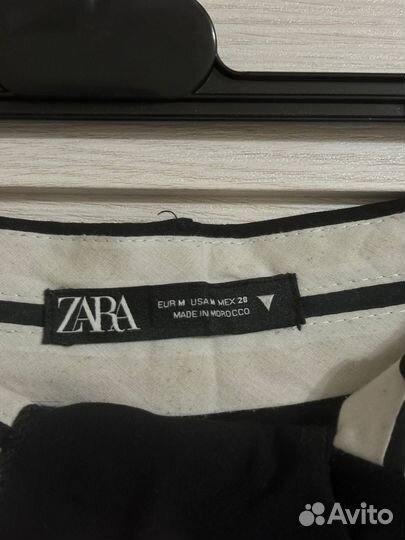 ZARA
EUR M USA M MEX 28
MADE IN MOROCCO
Avito